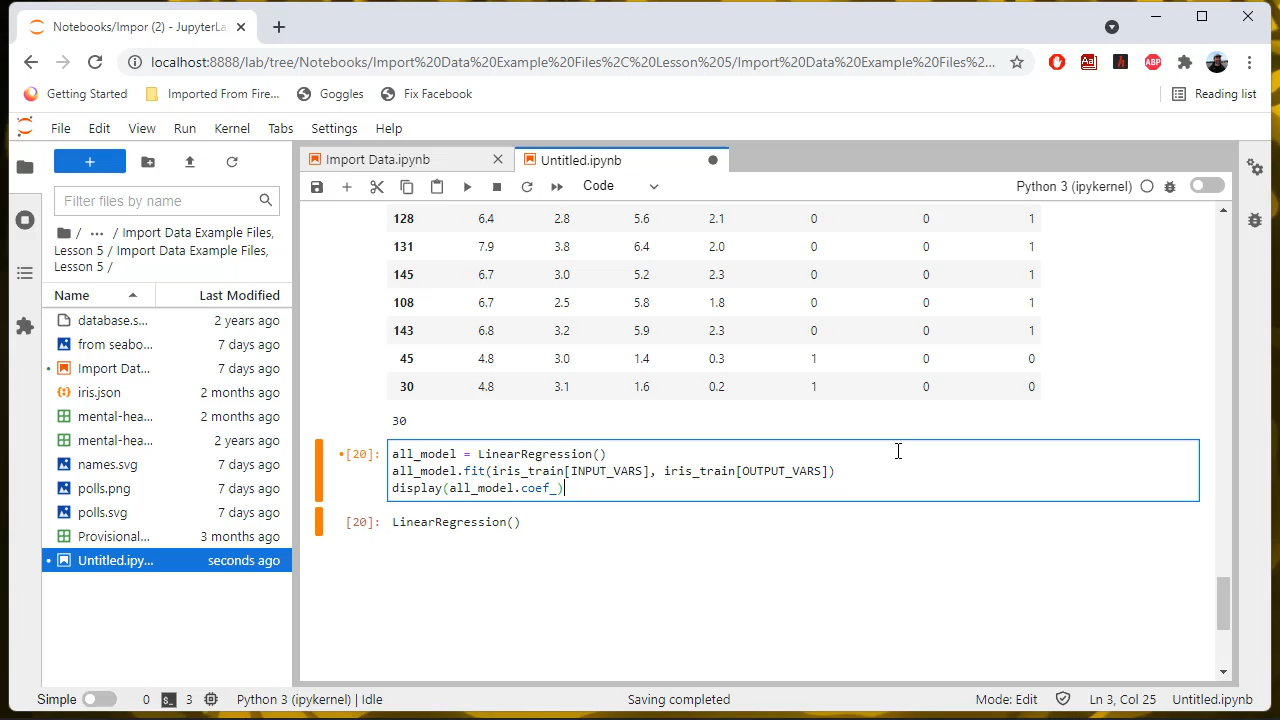 Notebooks/Impor (2) - JupyterLa
localhost:8888/lab/tree/Notebooks/Import%20Data%20Example%20Files%2C%20Lesson%205/Import%20Data%20Example%20Files%2...
Getting Started
Imported From Fire...
Goggles
Fix Facebook
Reading list
File Edit View Run Kernel Tabs Settings Help
Import Data.ipynb
Untitled.ipynb
Filter files by name
Code
Python 3 (ipykernel)
/ ... / Import Data Example Files,
Lesson 5 / Import Data Example Files,
Lesson 5 /
Name Last Modified
database.s... 2 years ago
from seabo... 7 days ago
Import Dat... 7 days ago
iris.json 2 months ago
mental-hea... 2 months ago
mental-hea... 2 years ago
names.svg 7 days ago
polls.png 7 days ago
polls.svg 7 days ago
Provisional... 3 months ago
Untitled.ipy... seconds ago
128 6.4 2.8 5.6 2.1 0 0 1
131 7.9 3.8 6.4 2.0 0 0 1
145 6.7 3.0 5.2 2.3 0 0 1
108 6.7 2.5 5.8 1.8 0 0 1
143 6.8 3.2 5.9 2.3 0 0 1
45 4.8 3.0 1.4 0.3 1 0 0
30 4.8 3.1 1.6 0.2 1 0 0
30
[20]: all_model = LinearRegression()
all_model.fit(iris_train[INPUT_VARS], iris_train[OUTPUT_VARS])
display(all_model.coef_)
[20]: LinearRegression()
Simple 0 $_ 3 Python 3 (ipykernel) | Idle Saving completed Mode: Edit Ln 3, Col 25 Untitled.ipynb
ABP